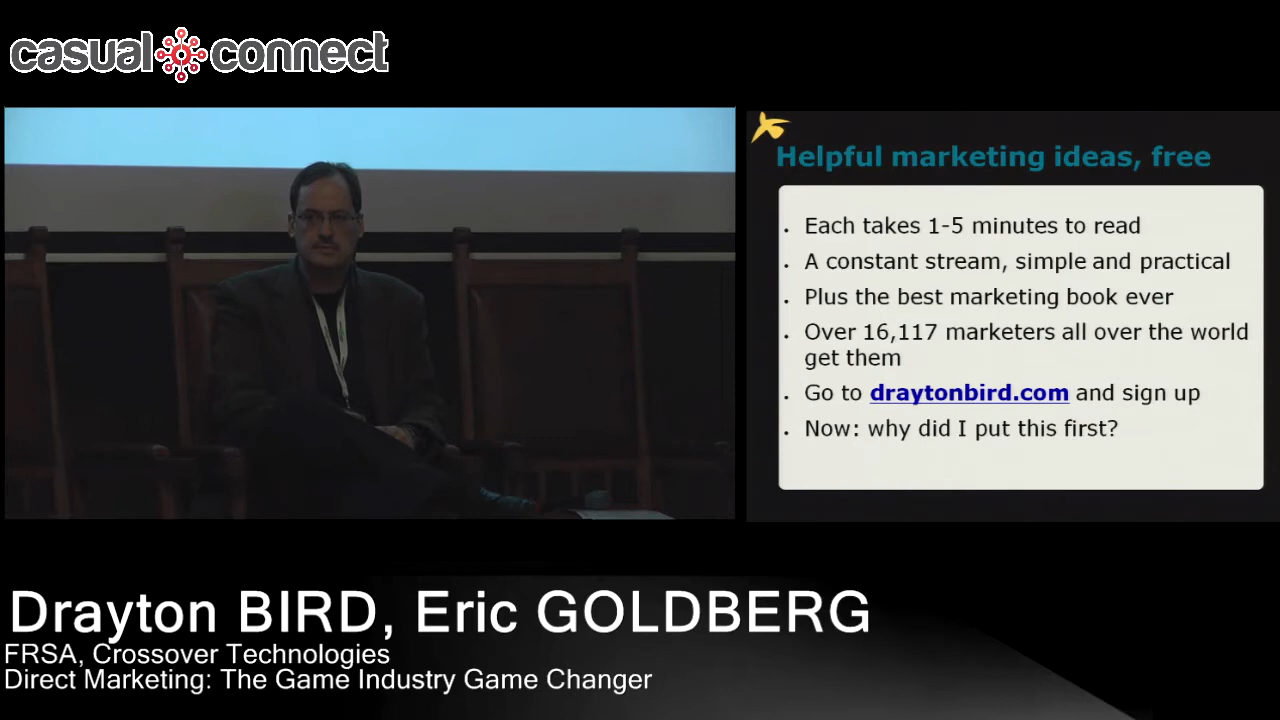 casual connect
Helpful marketing ideas, free
Each takes 1-5 minutes to read
A constant stream, simple and practical
Plus the best marketing book ever
Over 16,117 marketers all over the world
get them
Go to draytonbird.com and sign up
Now: why did I put this first?
Drayton BIRD, Eric GOLDBERG
FRSA, Crossover Technologies
Direct Marketing: The Game Industry Game Changer